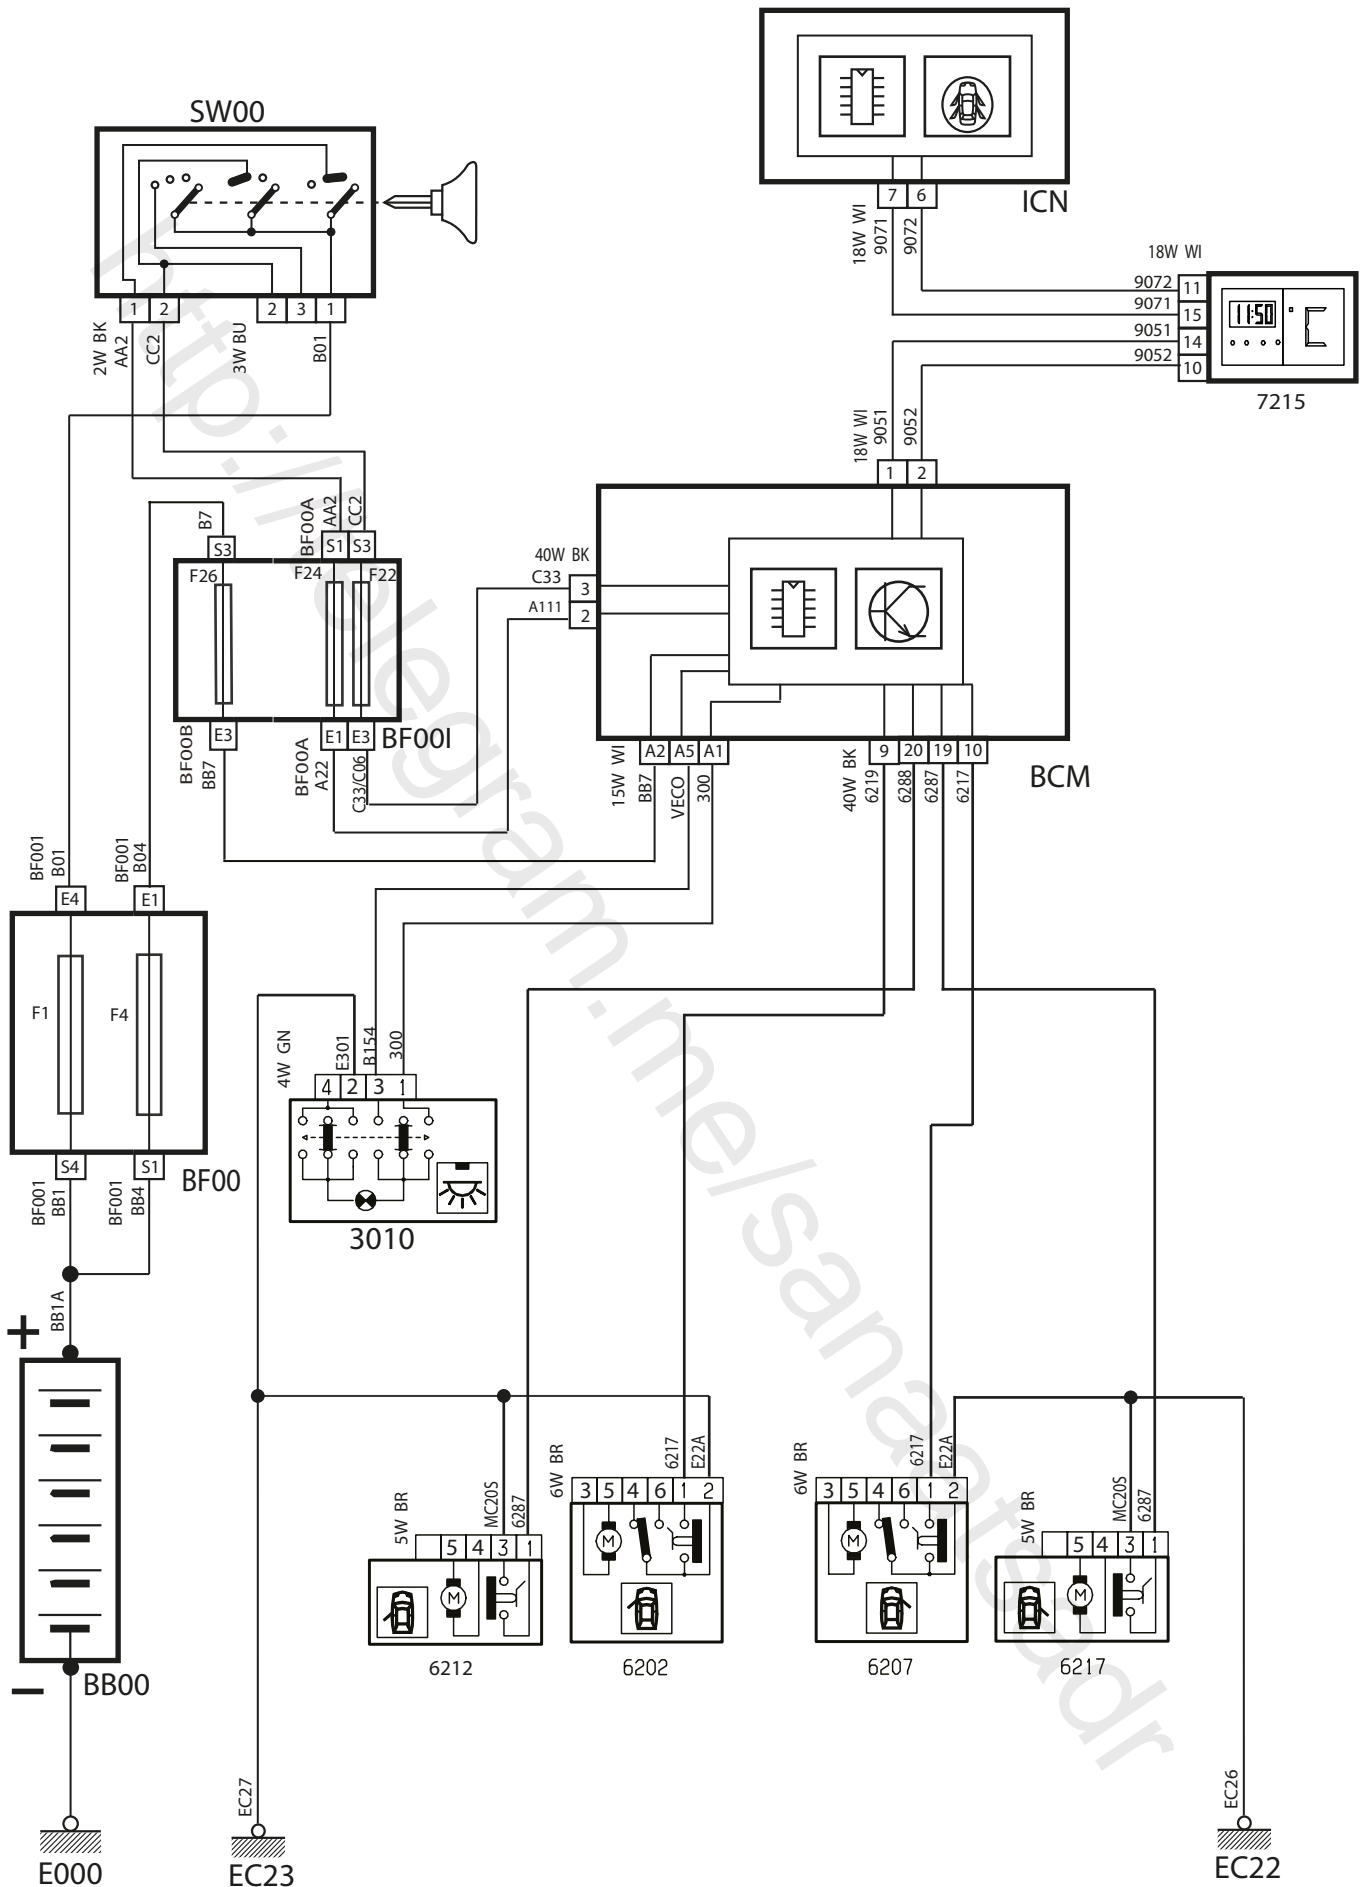 SW00
1 2
2 3 1
2W BK
AA2
CC2
3W BU
B01
ICN
7 6
18W WI
9071
9072
18W WI
9072
9071
9051
9052
11
15
14
10
11:50
°C
7215
18W WI
9051
9052
1 2
B7
BF00A
AA2
CC2
S3
S1 S3
F26
F24
F22
E3
E1 E3
BF00I
BF00B
BB7
BF00A
A22
C33/C06
40W BK
C33
A111
3
2
A2 A5 A1
9 20 19 10
BCM
15W WI
BB7
VECO
300
40W BK
6219
6288
6287
6217
BF001
B01
BF001
B04
E4
E1
F1
F4
S4
S1
BF00
BF001
BB1
BF001
BB4
4W GN
E301
B154
300
4 2 3 1
3010
BB1A
+
−
BB00
5W BR
MC20S
6287
5 4 3 1
M
6212
6W BR
6217
E22A
3 5 4 6 1 2
M
6202
6W BR
6217
E22A
3 5 4 6 1 2
M
6207
5W BR
MC20S
6287
5 4 3 1
M
6217
EC27
EC26
E000
EC23
EC22
http://telegram.me/sanaatsadr